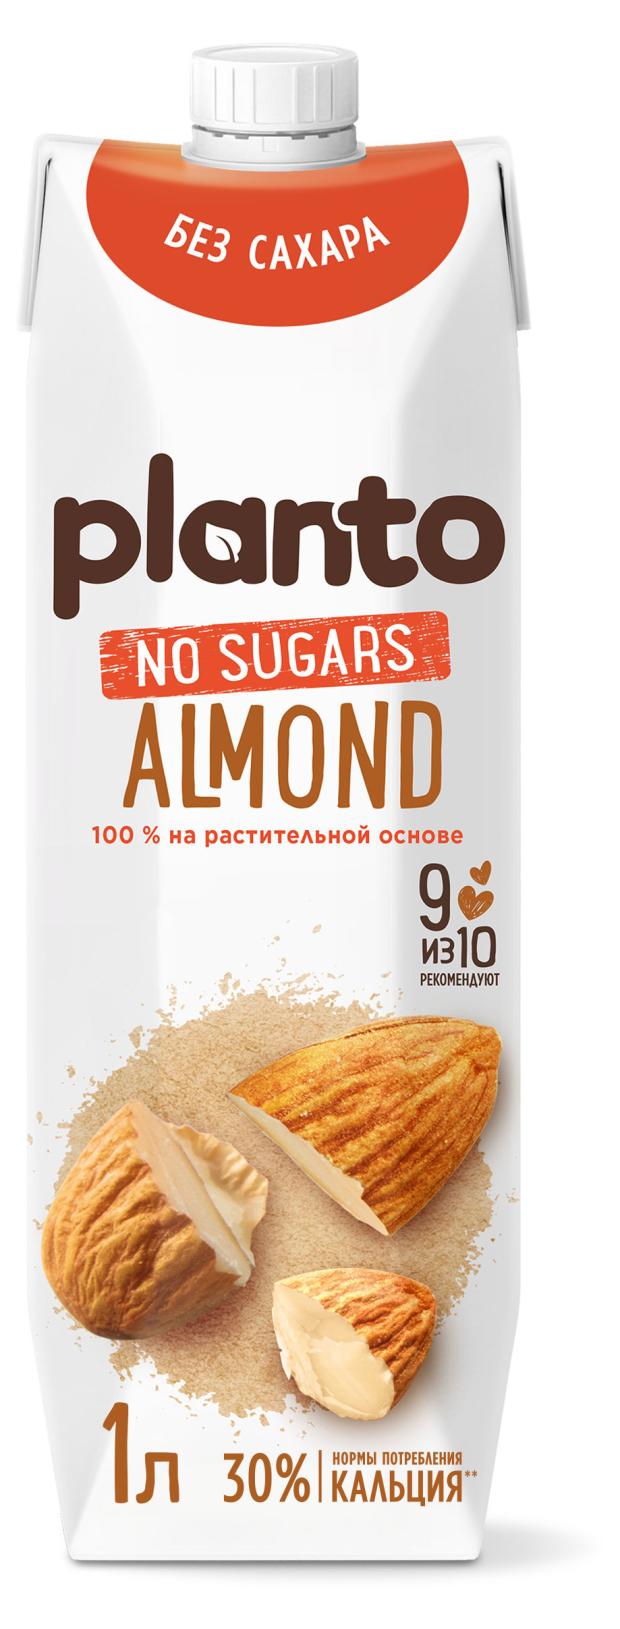 БЕЗ САХАРА
planto
NO SUGARS
ALMOND
100 % на растительной основе
9
ИЗ 10
РЕКОМЕНДУЮТ
1л
30% НОРМЫ ПОТРЕБЛЕНИЯ
КАЛЬЦИЯ**